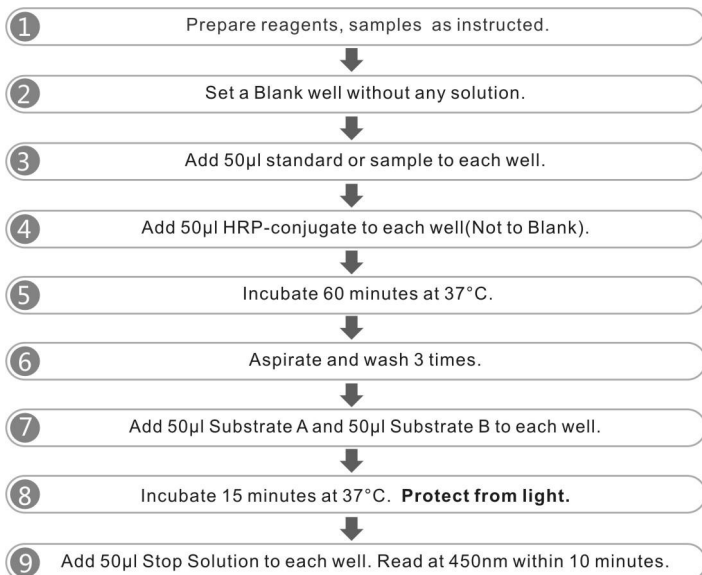 1 Prepare reagents, samples as instructed.
2 Set a Blank well without any solution.
3 Add 50μl standard or sample to each well.
4 Add 50μl HRP-conjugate to each well(Not to Blank).
5 Incubate 60 minutes at 37°C.
6 Aspirate and wash 3 times.
7 Add 50μl Substrate A and 50μl Substrate B to each well.
8 Incubate 15 minutes at 37°C. Protect from light.
9 Add 50μl Stop Solution to each well. Read at 450nm within 10 minutes.